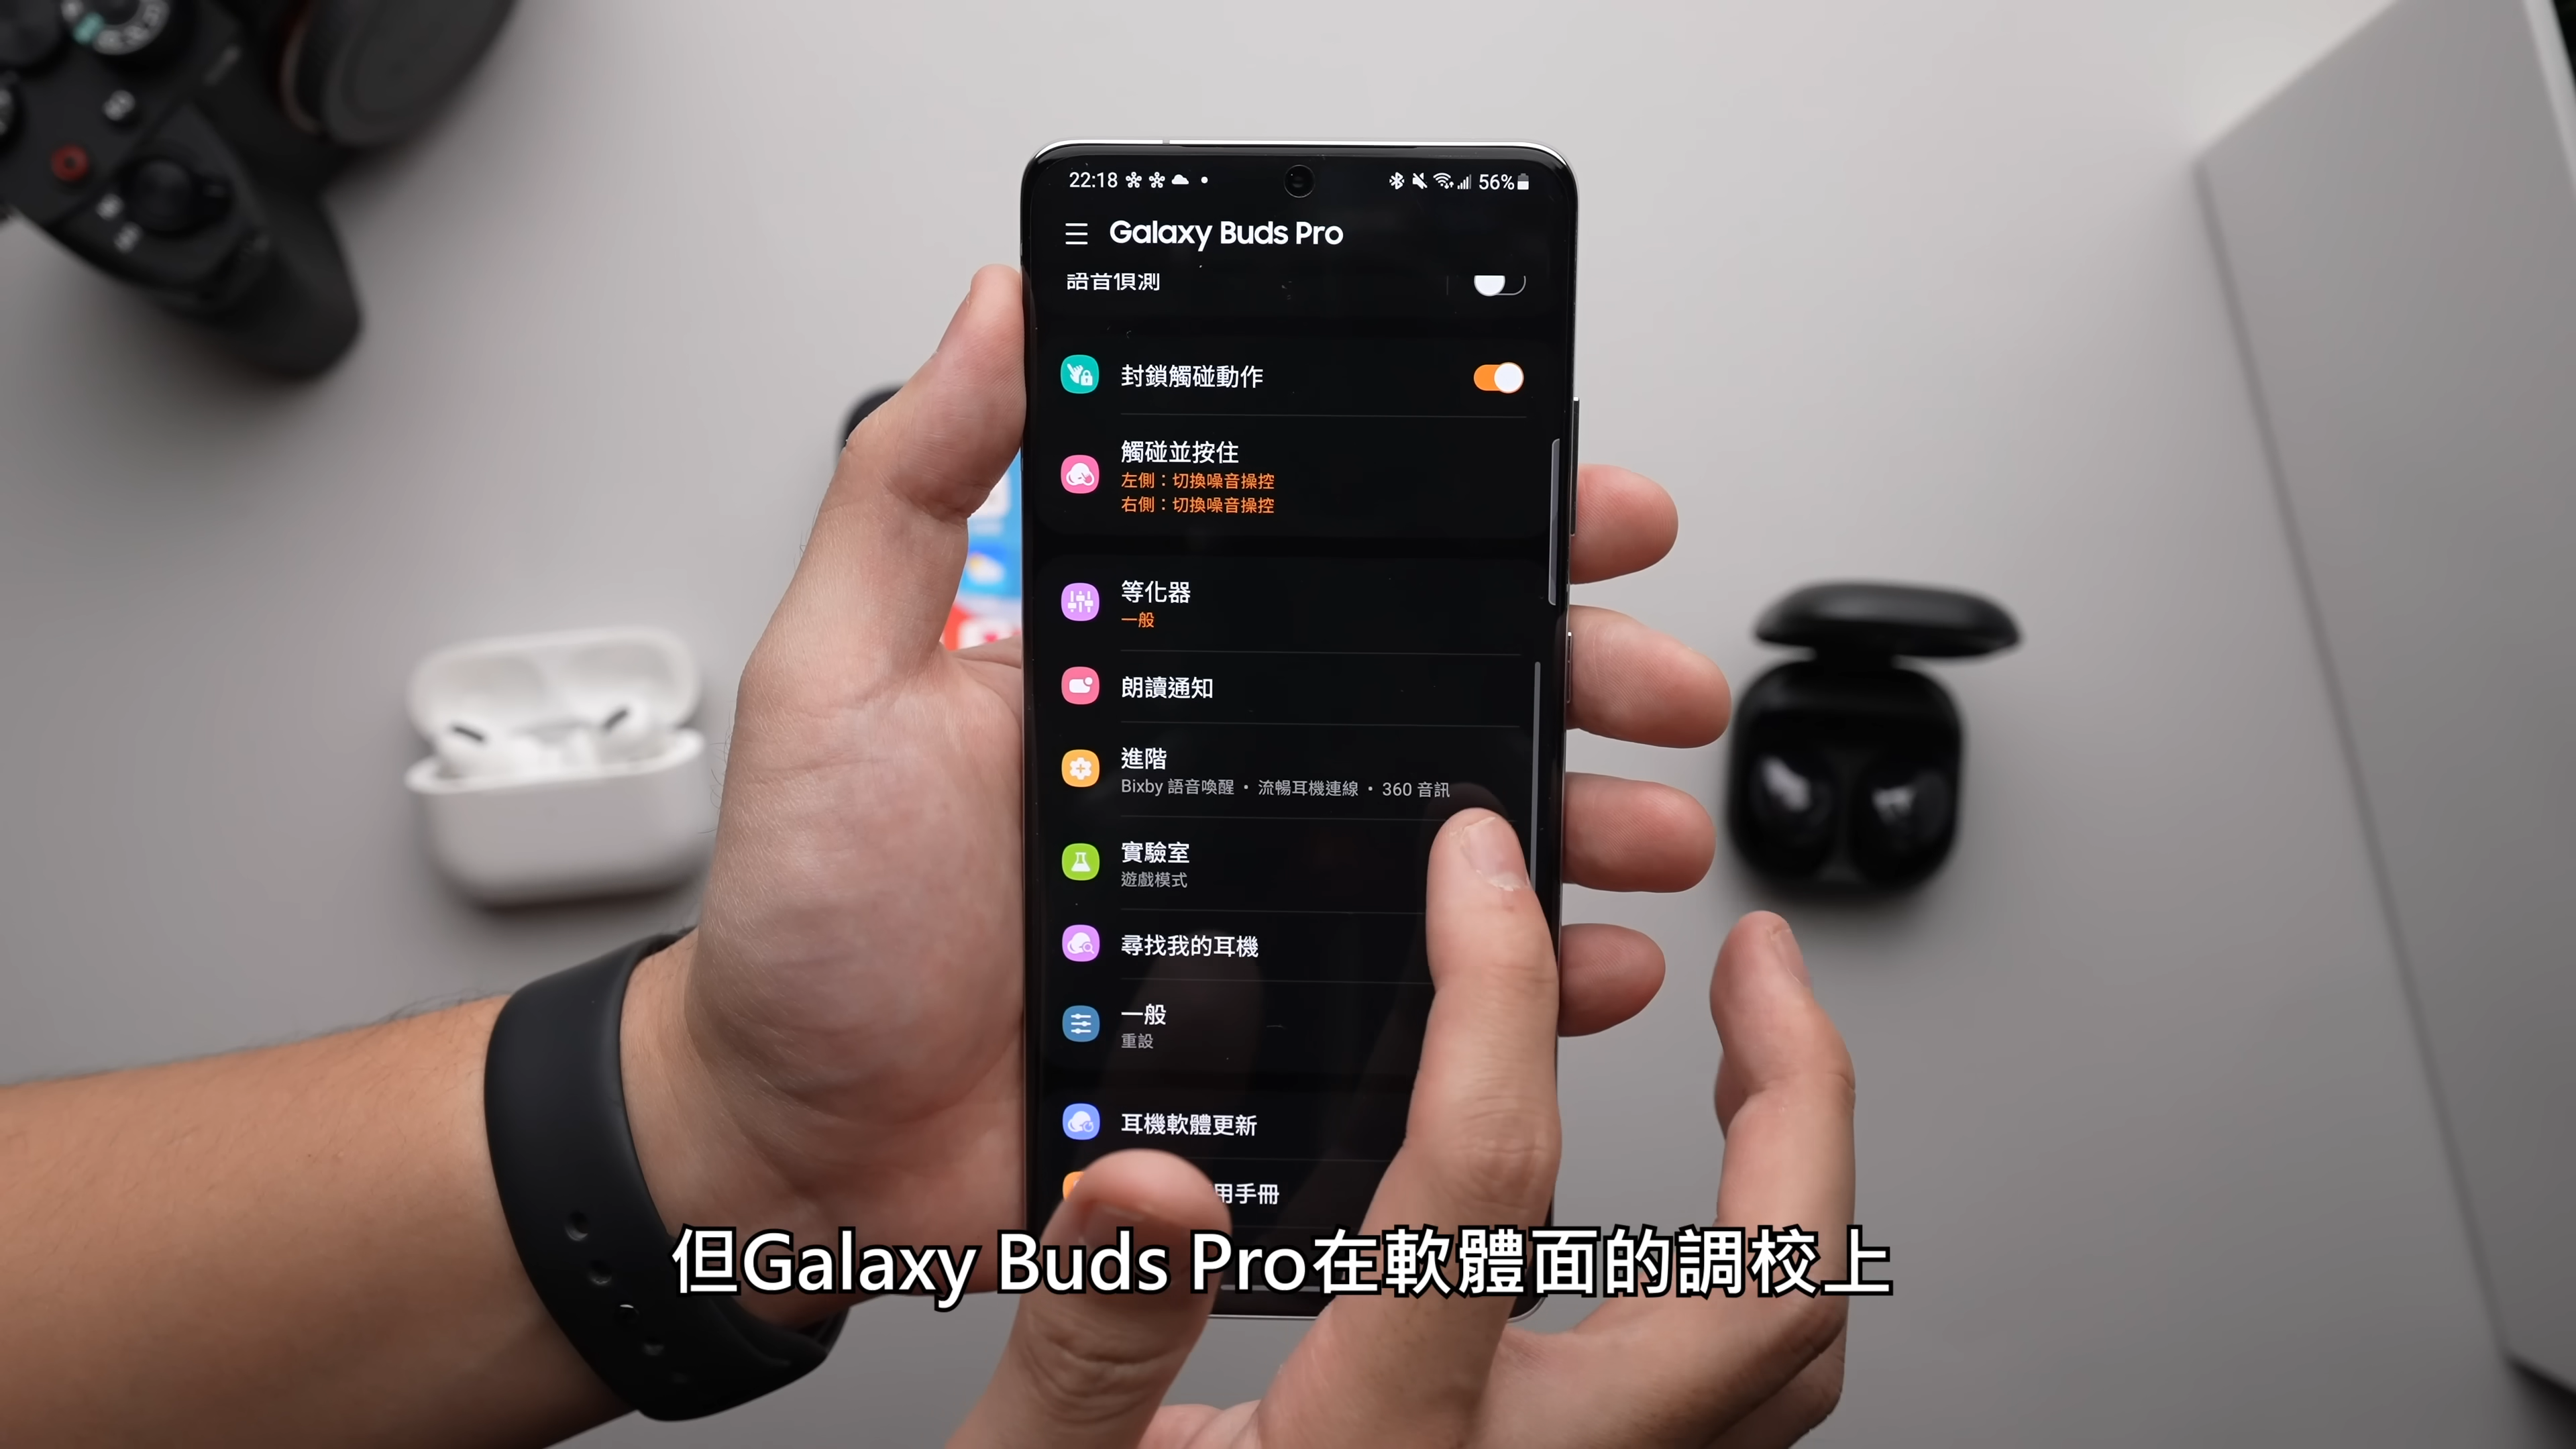 22:18
56%
Galaxy Buds Pro
語音偵測
封鎖觸碰動作
觸碰並按住
左側：切換噪音操控
右側：切換噪音操控
等化器
一般
朗讀通知
進階
Bixby 語音喚醒 • 流暢耳機連線 • 360 音訊
實驗室
遊戲模式
尋找我的耳機
一般
重設
耳機軟體更新
用手冊
但Galaxy Buds Pro在軟體面的調校上